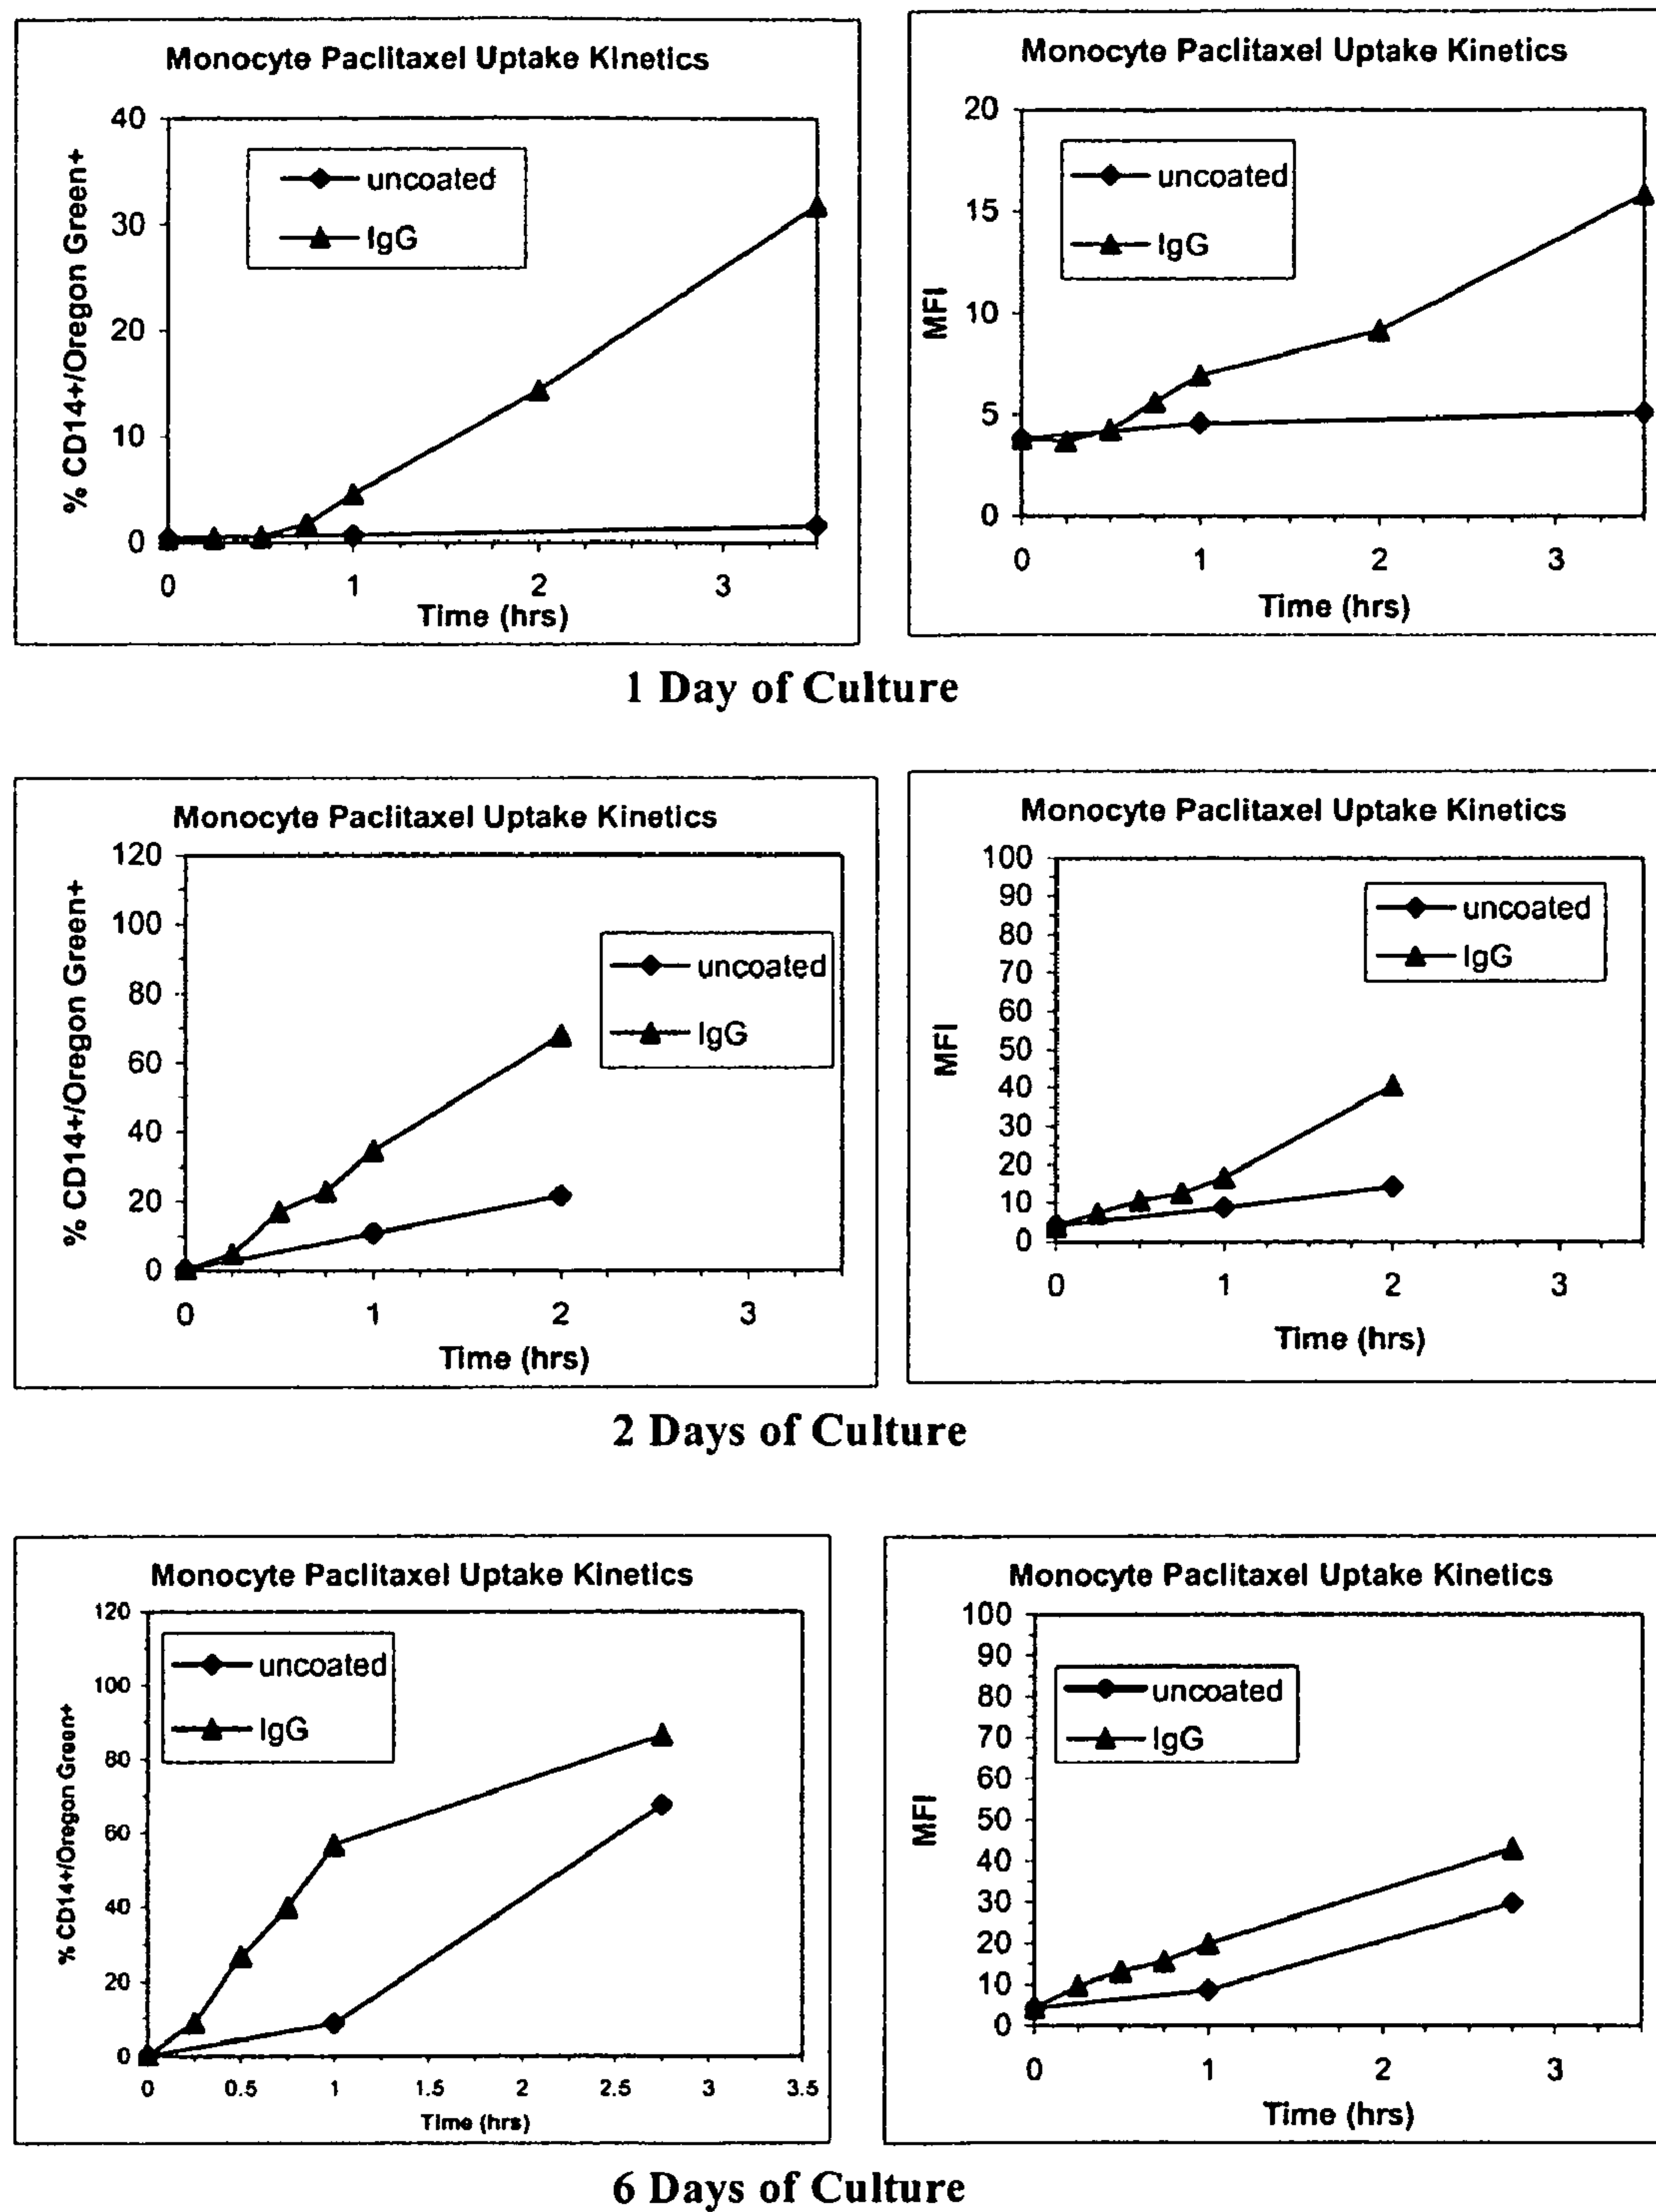 Monocyte Paclitaxel Uptake Kinetics
% CD14+/Oregon Green+
40
30
20
10
0
uncoated
IgG
0 1 2 3
Time (hrs)
Monocyte Paclitaxel Uptake Kinetics
MFI
20
15
10
5
0
uncoated
IgG
0 1 2 3
Time (hrs)
1 Day of Culture
Monocyte Paclitaxel Uptake Kinetics
% CD14+/Oregon Green+
120
100
80
60
40
20
0
uncoated
IgG
0 1 2 3
Time (hrs)
Monocyte Paclitaxel Uptake Kinetics
MFI
100
90
80
70
60
50
40
30
20
10
0
uncoated
IgG
0 1 2 3
Time (hrs)
2 Days of Culture
Monocyte Paclitaxel Uptake Kinetics
% CD14+/Oregon Green+
120
100
80
60
40
20
0
uncoated
IgG
0 0.5 1 1.5 2 2.5 3 3.5
Time (hrs)
Monocyte Paclitaxel Uptake Kinetics
MFI
100
90
80
70
60
50
40
30
20
10
0
uncoated
IgG
0 1 2 3
Time (hrs)
6 Days of Culture